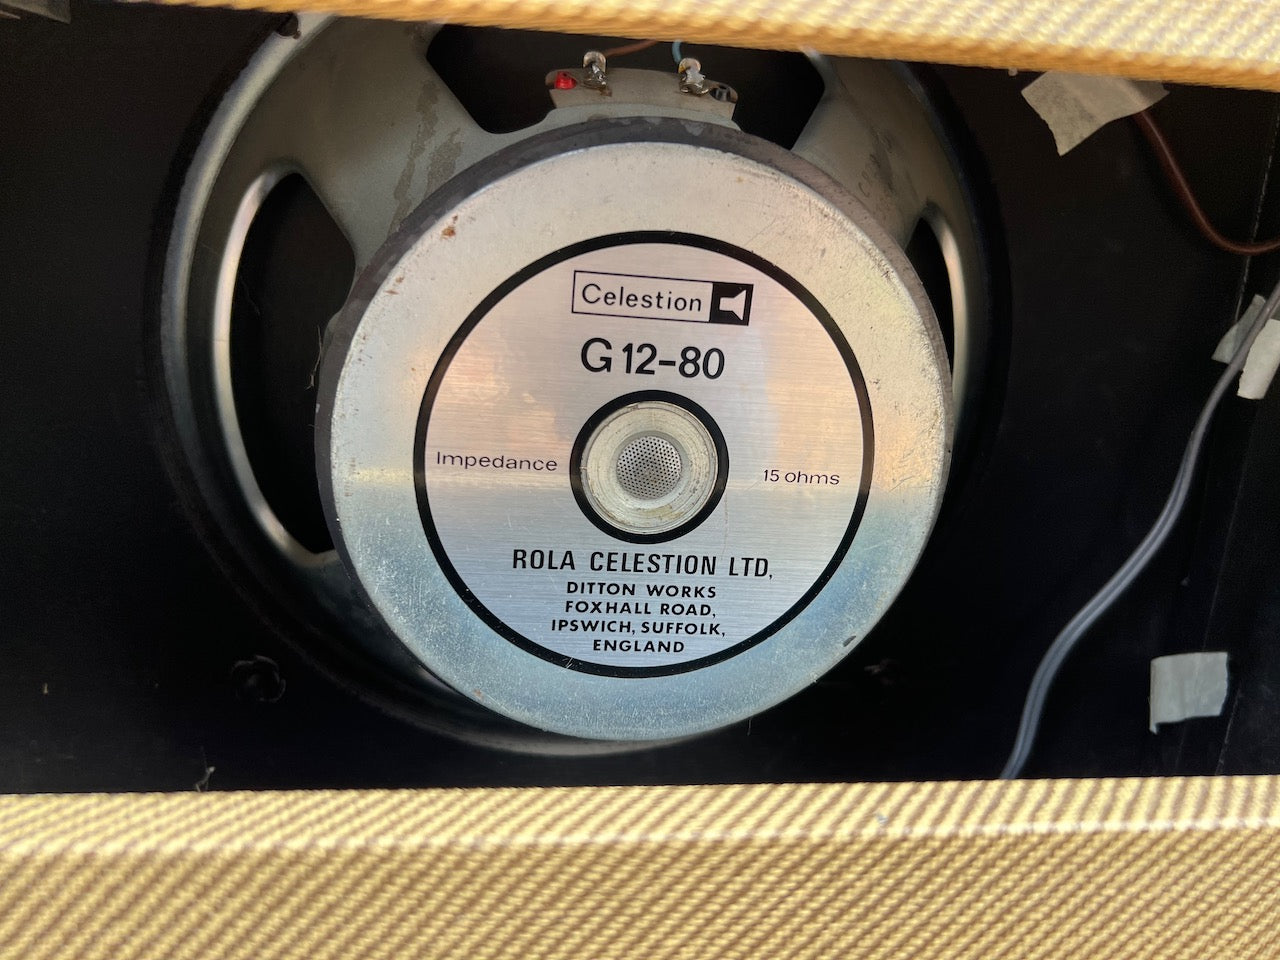 Celestion
G12-80
Impedance 15 ohms
ROLA CELESTION LTD,
DITTON WORKS
FOXHALL ROAD,
IPSWICH, SUFFOLK,
ENGLAND